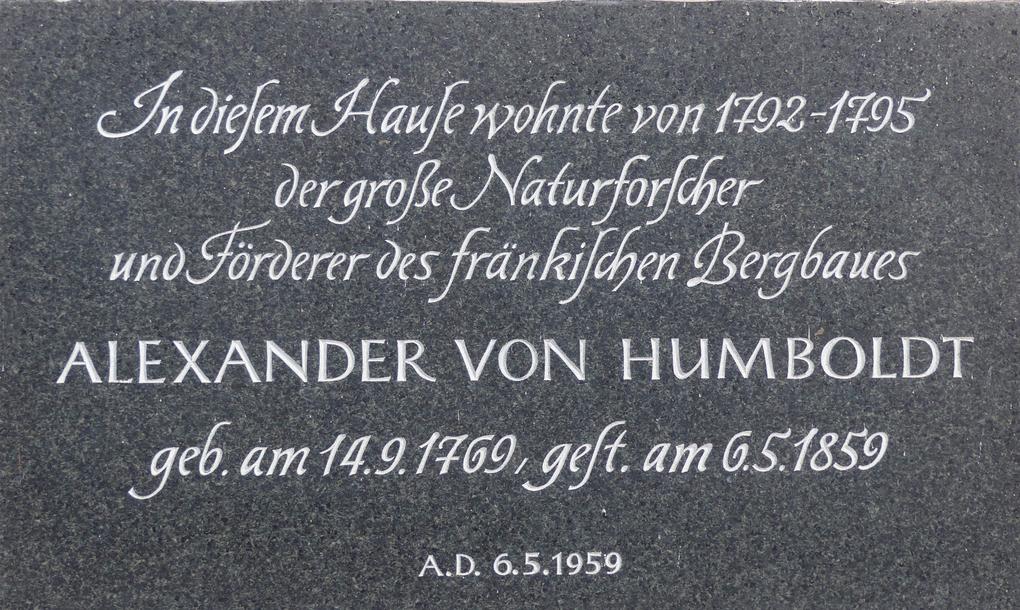 In dieſem Hauſe wohnte von 1792-1795
der große Naturforſcher
und Förderer des fränkiſchen Bergbaues
ALEXANDER VON HUMBOLDT
geb. am 14.9.1769, geſt. am 6.5.1859
A.D. 6.5.1959